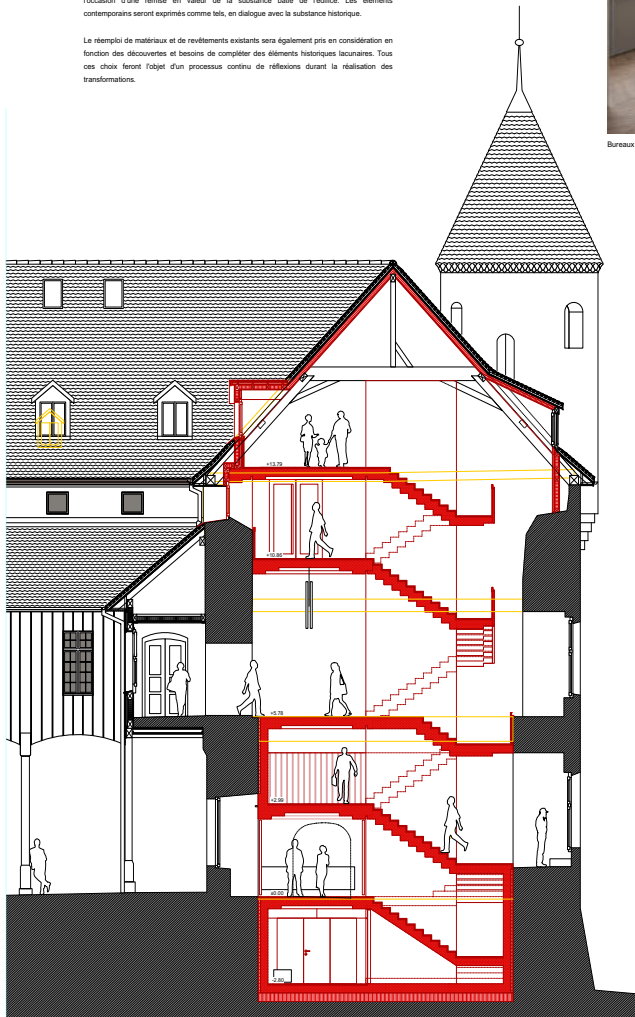 l'occasion d'une remise en valeur de la substance bâtie de l'édifice. Les éléments
contemporains seront exprimés comme tels, en dialogue avec la substance historique.
Le réemploi de matériaux et de revêtements existants sera également pris en considération en
fonction des découvertes et besoins de compléter des éléments historiques lacunaires. Tous
ces choix feront l'objet d'un processus continu de réflexions durant la réalisation des
transformations.
Bureaux
+13.79
+10.86
+5.78
+2.99
±0.00
-2.80